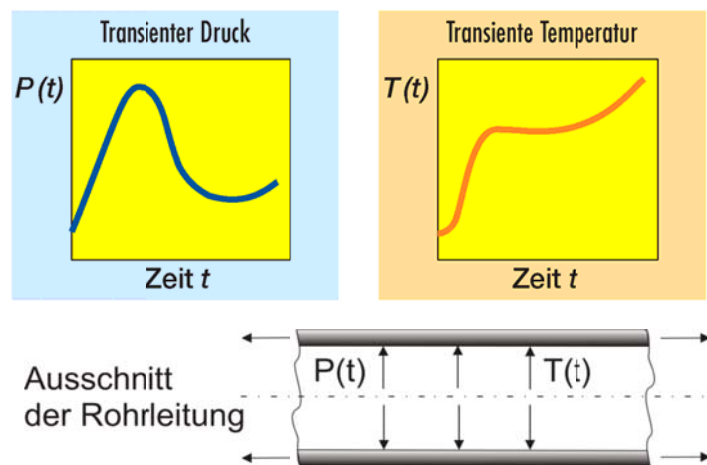 Transienter Druck
P(t)
Zeit t
Transiente Temperatur
T(t)
Zeit t
Ausschnitt
der Rohrleitung
P(t)
T(t)